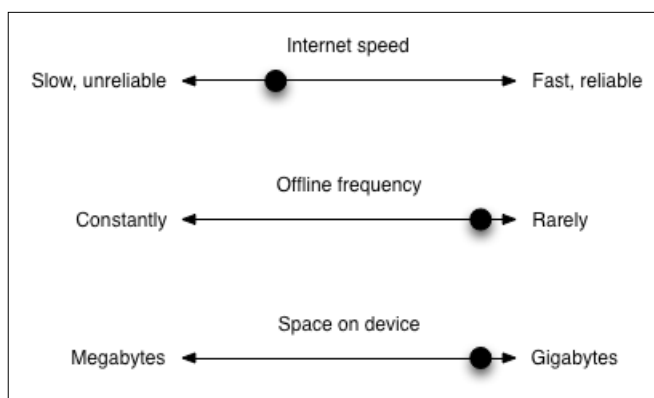 Internet speed
Slow, unreliable
Fast, reliable
Offline frequency
Constantly
Rarely
Space on device
Megabytes
Gigabytes